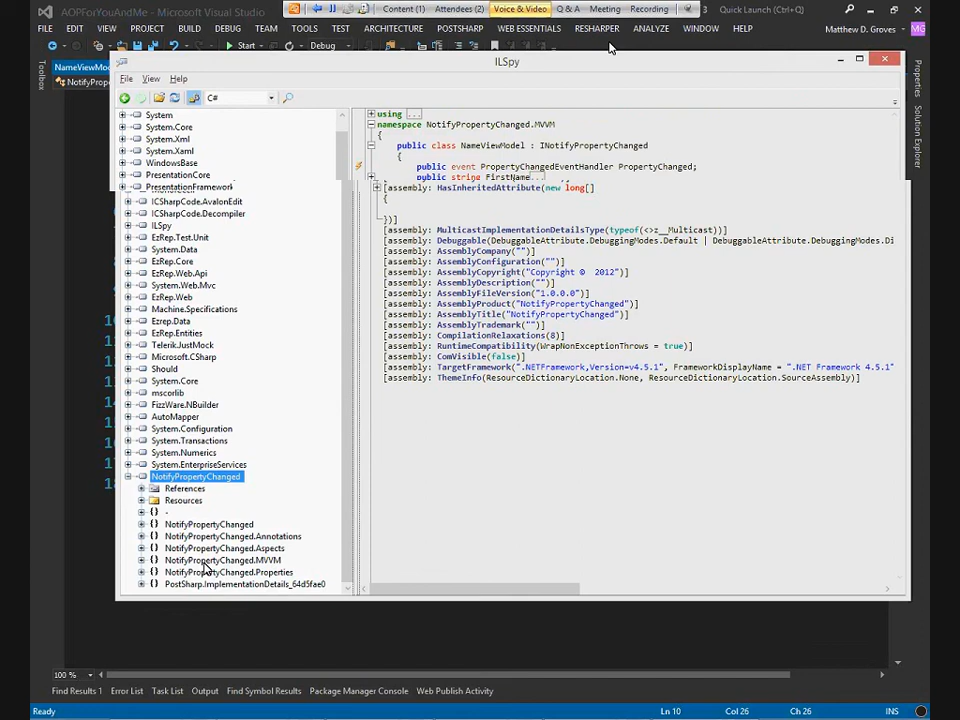 AOPForYouAndMe - Microsoft Visual Studio
Content (1) Attendees (2) Voice & Video Q & A Meeting Recording
3 Quick Launch (Ctrl+Q)
FILE EDIT VIEW PROJECT BUILD DEBUG TEAM TOOLS TEST ARCHITECTURE POSTSHARP WEB ESSENTIALS RESHARPER ANALYZE WINDOW HELP
Matthew D. Groves MG
Start Debug
Toolbox
NameViewMod
NotifyProp
ILSpy
File View Help
C#
System
System.Core
System.Xml
System.Xaml
WindowsBase
PresentationCore
PresentationFramework
ICSharpCode.AvalonEdit
ICSharpCode.Decompiler
ILSpy
EzRep.Test.Unit
System.Data
EzRep.Core
EzRep.Web.Api
System.Web.Mvc
EzRep.Web
Machine.Specifications
Ezrep.Data
EzRep.Entities
Telerik.JustMock
Microsoft.CSharp
Should
System.Core
mscorlib
FizzWare.NBuilder
AutoMapper
System.Configuration
System.Transactions
System.Numerics
System.EnterpriseServices
NotifyPropertyChanged
References
Resources
{} -
{} NotifyPropertyChanged
{} NotifyPropertyChanged.Annotations
{} NotifyPropertyChanged.Aspects
{} NotifyPropertyChanged.MVVM
{} NotifyPropertyChanged.Properties
{} PostSharp.ImplementationDetails_64d5fae0
using ...
namespace NotifyPropertyChanged.MVVM
{
public class NameViewModel : INotifyPropertyChanged
{
public event PropertyChangedEventHandler PropertyChanged;
public string FirstName...
[assembly: HasInheritedAttribute(new long[]
{
})]
[assembly: MulticastImplementationDetailsType(typeof(<>z__Multicast))]
[assembly: Debuggable(DebuggableAttribute.DebuggingModes.Default | DebuggableAttribute.DebuggingModes.Di
[assembly: AssemblyCompany("")]
[assembly: AssemblyConfiguration("")]
[assembly: AssemblyCopyright("Copyright © 2012")]
[assembly: AssemblyDescription("")]
[assembly: AssemblyFileVersion("1.0.0.0")]
[assembly: AssemblyProduct("NotifyPropertyChanged")]
[assembly: AssemblyTitle("NotifyPropertyChanged")]
[assembly: AssemblyTrademark("")]
[assembly: CompilationRelaxations(8)]
[assembly: RuntimeCompatibility(WrapNonExceptionThrows = true)]
[assembly: ComVisible(false)]
[assembly: TargetFramework(".NETFramework,Version=v4.5.1", FrameworkDisplayName = ".NET Framework 4.5.1"
[assembly: ThemeInfo(ResourceDictionaryLocation.None, ResourceDictionaryLocation.SourceAssembly)]
Properties
Solution Explorer
100 %
Find Results 1 Error List Task List Output Find Symbol Results Package Manager Console Web Publish Activity
Ready Ln 10 Col 26 Ch 26 INS